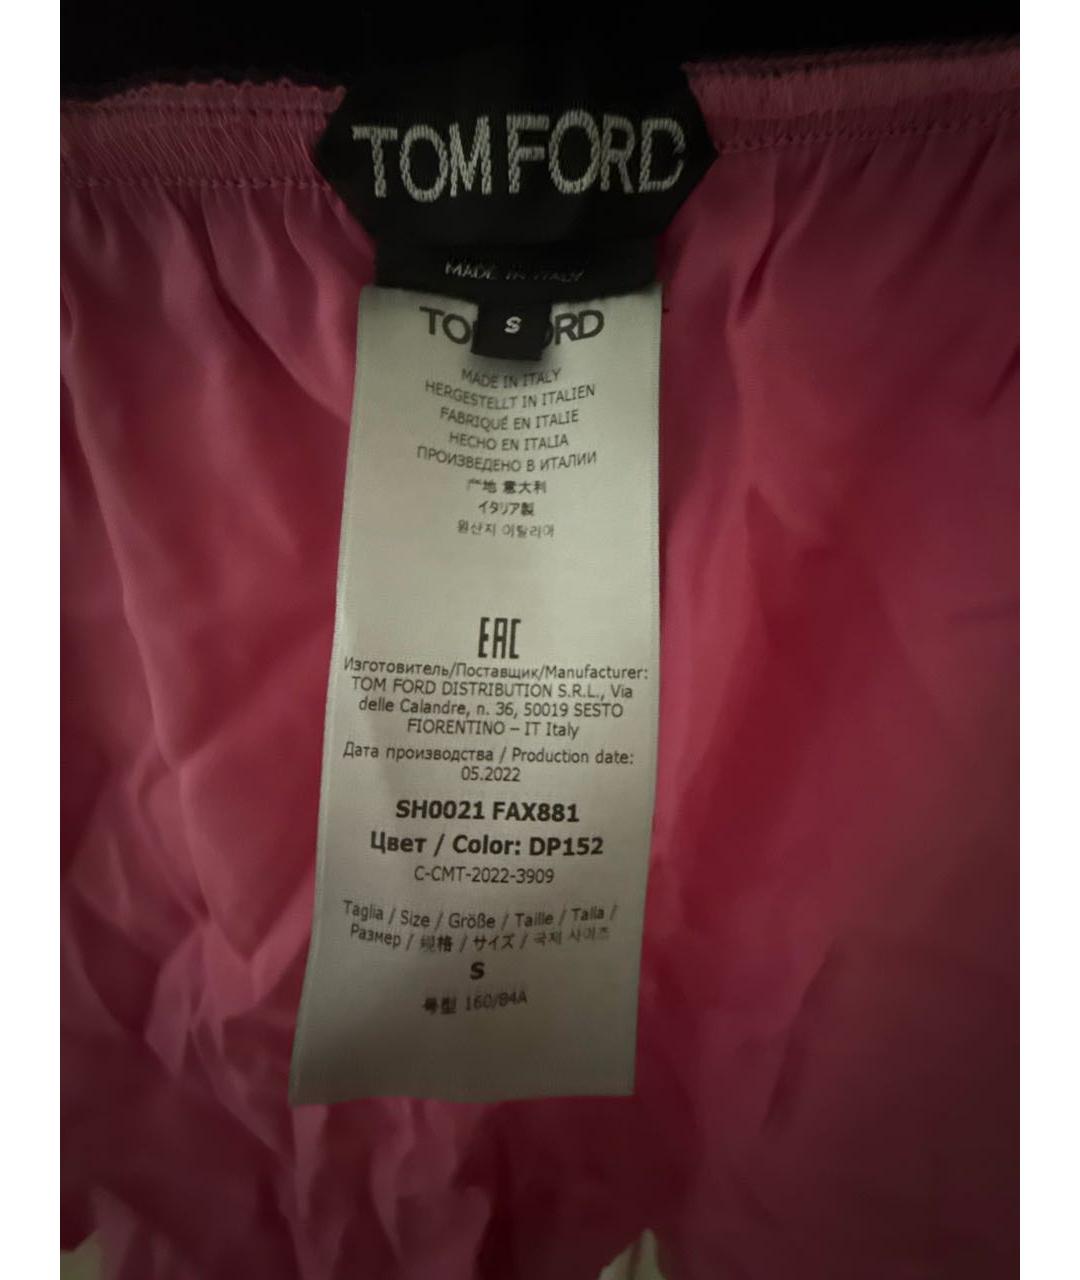 TOM FORD
MADE IN ITALY
S
TO RD
MADE IN ITALY
HERGESTELLT IN ITALIEN
FABRIQUÉ EN ITALIE
HECHO EN ITALIA
ПРОИЗВЕДЕНО В ИТАЛИИ
产地 意大利
イタリア製
원산지 이탈리아
EAC
Изготовитель/Поставщик/Manufacturer:
TOM FORD DISTRIBUTION S.R.L., Via
delle Calandre, n. 36, 50019 SESTO
FIORENTINO – IT Italy
Дата производства / Production date:
05.2022
SH0021 FAX881
Цвет / Color: DP152
C-CMT-2022-3909
Taglia / Size / Größe / Taille / Talla /
Размер / 规格 / サイズ / 국제 사이즈
S
号型 160/84A